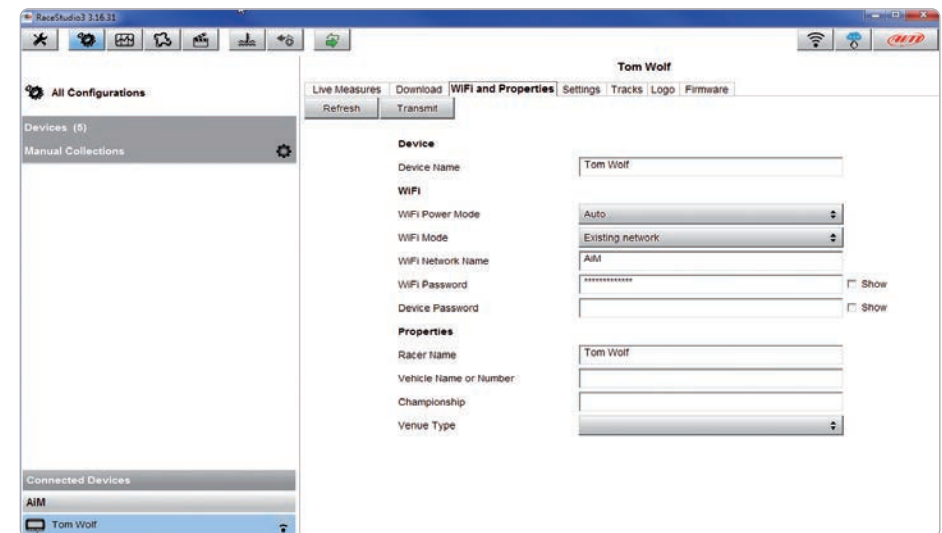 RaceStudio3 3.16.31
AiM
Tom Wolf
All Configurations
Live Measures Download WiFi and Properties Settings Tracks Logo Firmware
Refresh Transmit
Devices (5)
Manual Collections
Device
Device Name Tom Wolf
WiFi
WiFi Power Mode Auto
WiFi Mode Existing network
WiFi Network Name AiM
WiFi Password ************* Show
Device Password Show
Properties
Racer Name Tom Wolf
Vehicle Name or Number
Championship
Venue Type
Connected Devices
AiM
Tom Wolf